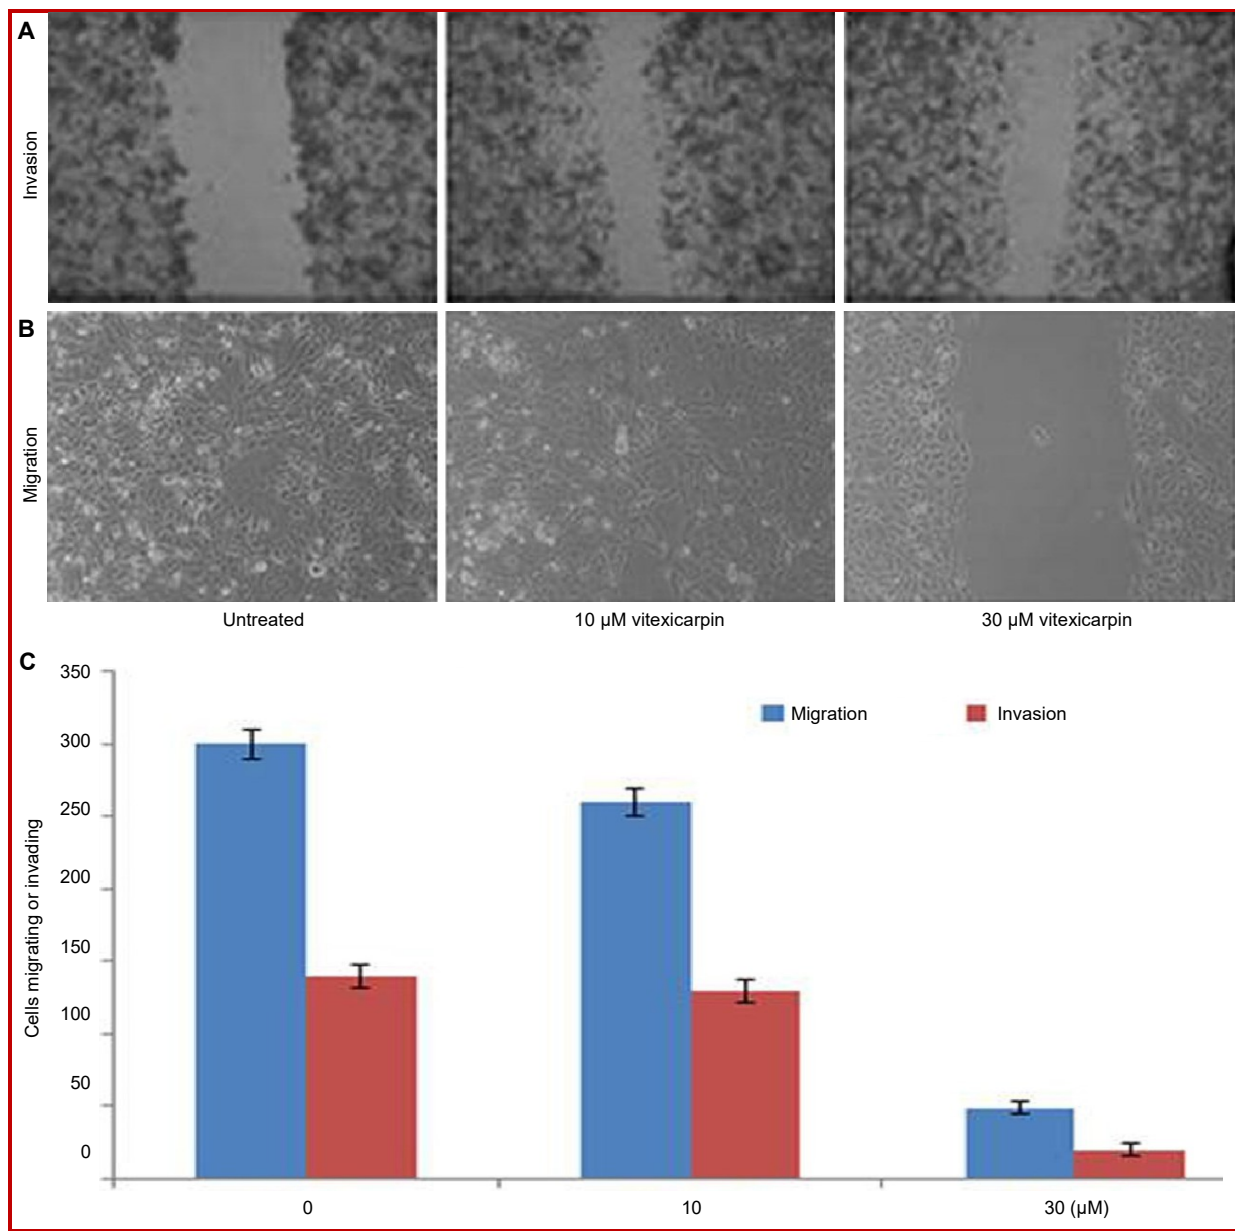 A
Invasion
B
Migration
Untreated
10 µM vitexicarpin
30 µM vitexicarpin
C
Cells migrating or invading
350
300
250
200
150
100
50
0
Migration
Invasion
0
10
30 (µM)